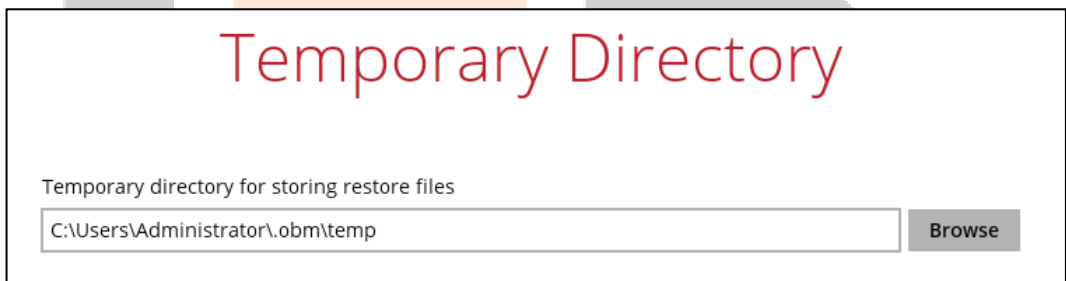 Temporary Directory
Temporary directory for storing restore files
C:\Users\Administrator\.obm\temp
Browse